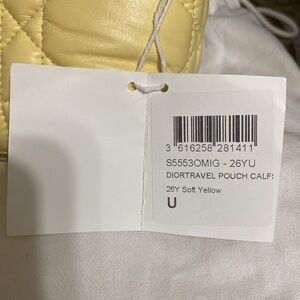 3 616258 281411
S5553OMIG - 26YU
DIORTRAVEL POUCH CALF
26Y Soft Yellow
U